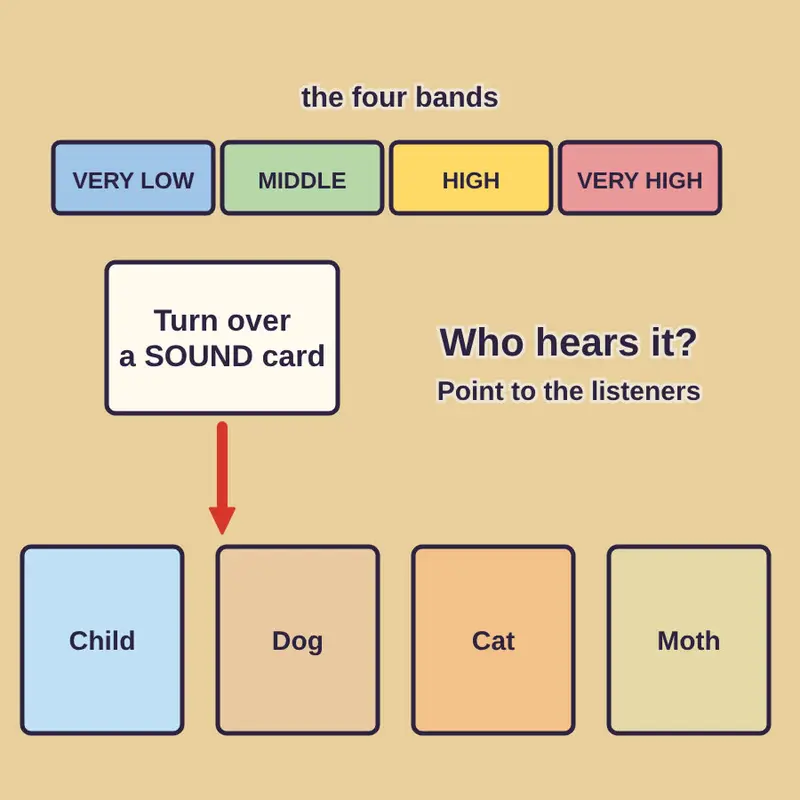 the four bands
VERY LOW
MIDDLE
HIGH
VERY HIGH
Turn over
a SOUND card
Who hears it?
Point to the listeners
Child
Dog
Cat
Moth